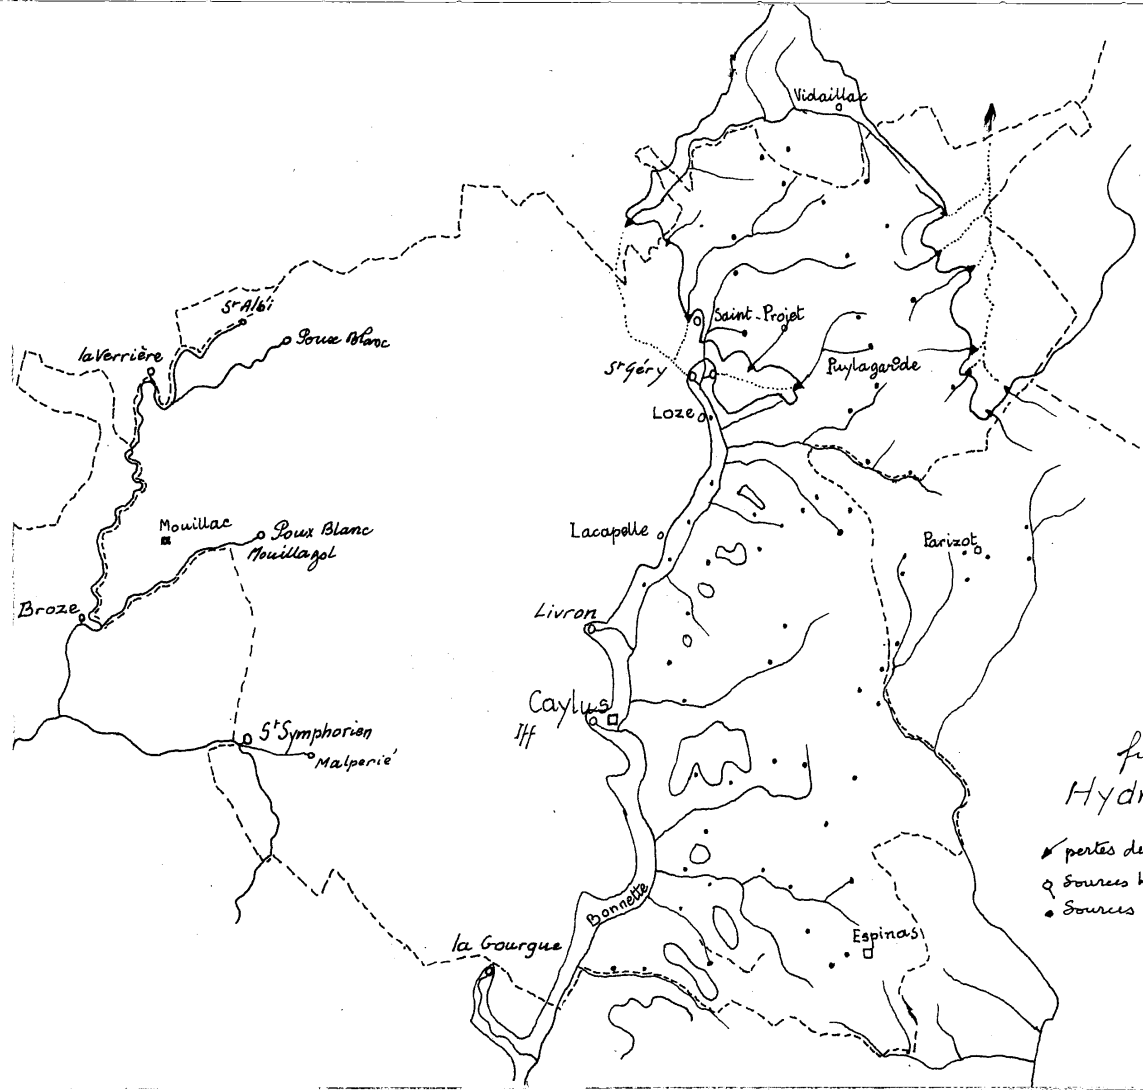 Vidaillac
St Albi
Poux Blanc
la Verrière
Saint-Projet
St Géry
Puylagarde
Loze
Mouillac
Poux Blanc
Mouillagol
Lacapelle
Parizot
Broze
Livron
Caylus
Iff
St Symphorien
Malperié
Hydr
pertes de
Sources
Sources
Bonnette
la Gourgue
Espinas